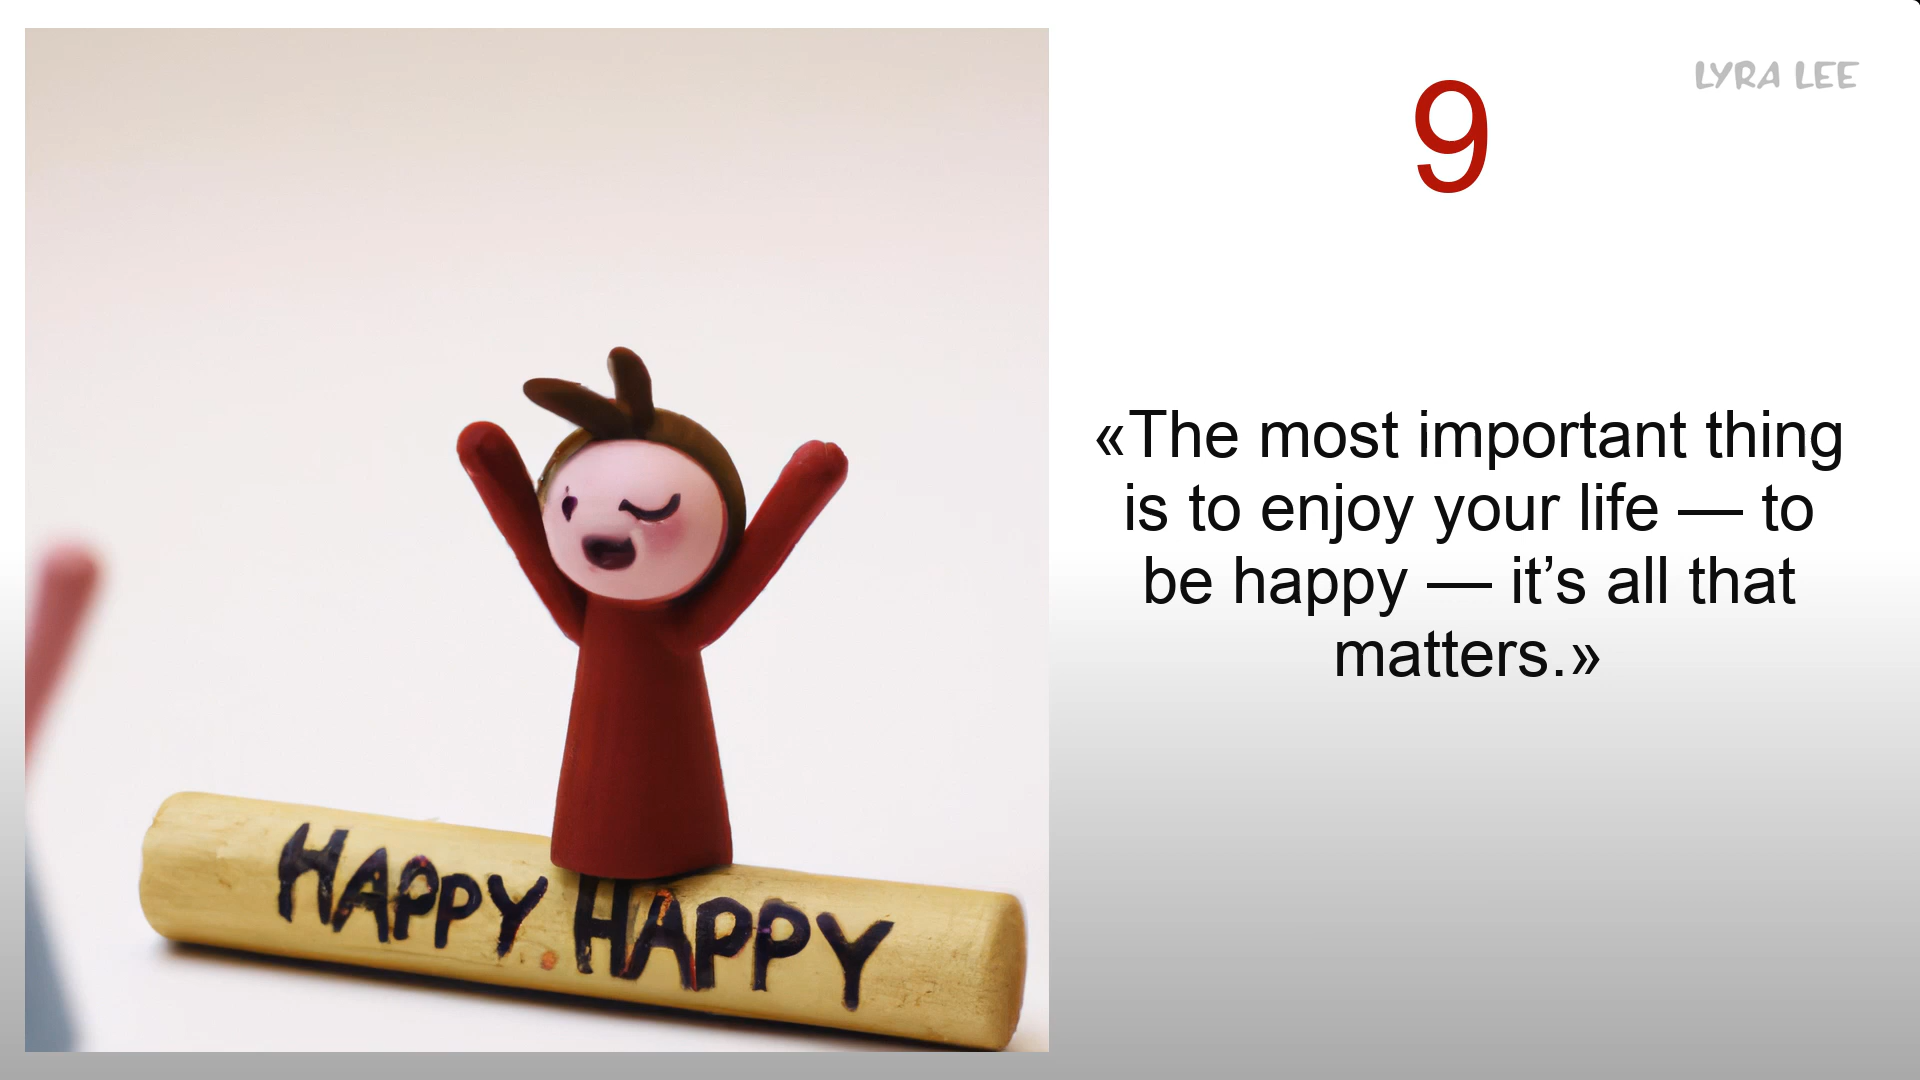 LYRA LEE
9
«The most important thing
is to enjoy your life — to
be happy — it’s all that
matters.»
HAPPY HAPPY